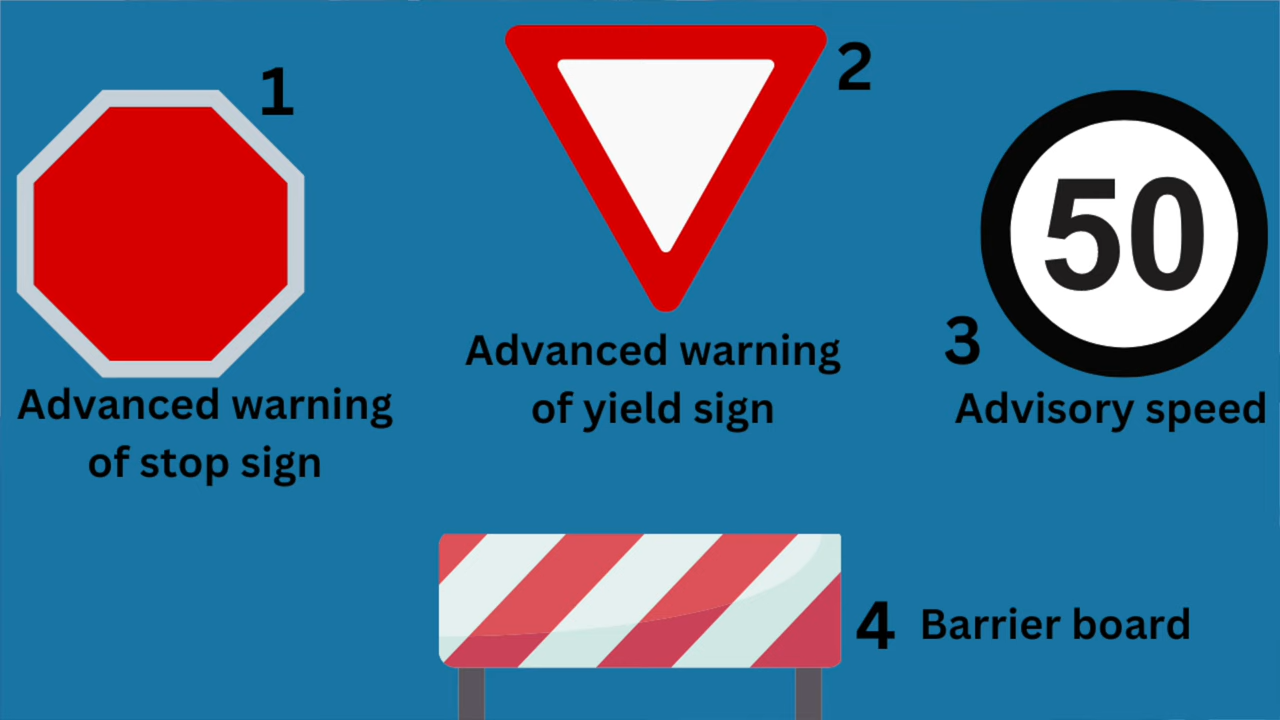 1
Advanced warning
of stop sign
2
Advanced warning
of yield sign
50
3
Advisory speed
4 Barrier board